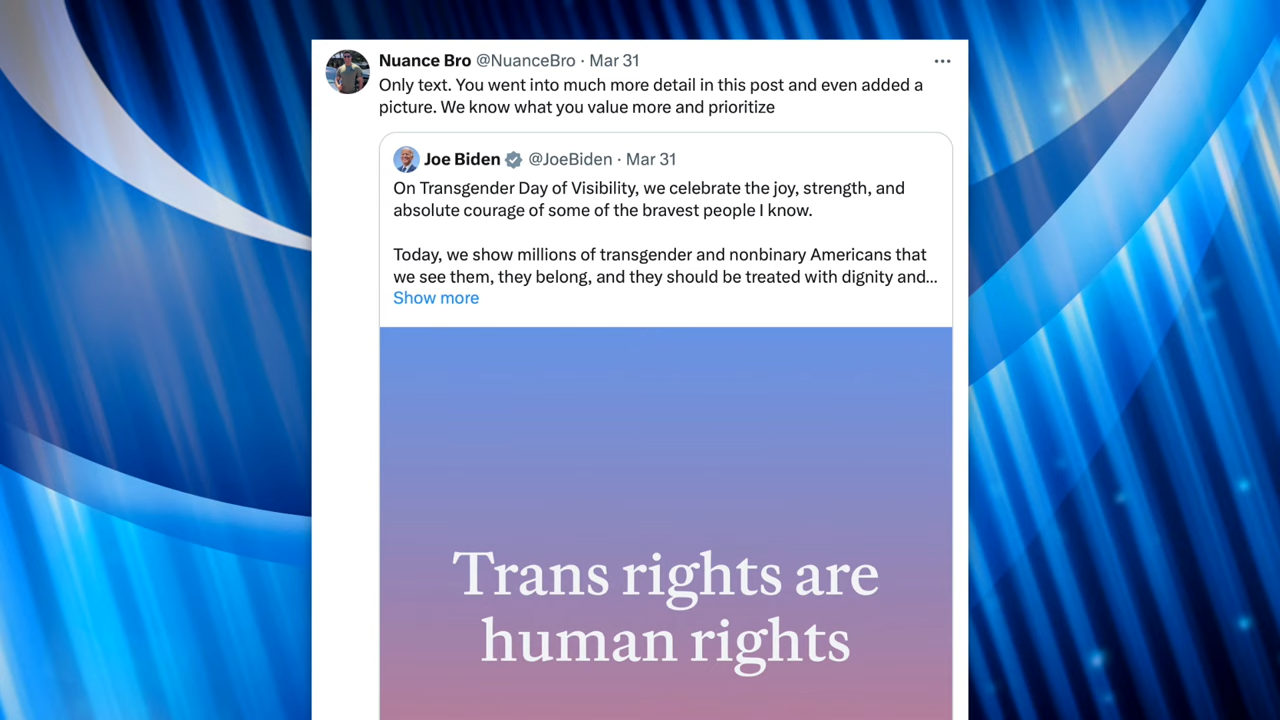 Nuance Bro @NuanceBro · Mar 31
Only text. You went into much more detail in this post and even added a
picture. We know what you value more and prioritize
Joe Biden @JoeBiden · Mar 31
On Transgender Day of Visibility, we celebrate the joy, strength, and
absolute courage of some of the bravest people I know.
Today, we show millions of transgender and nonbinary Americans that
we see them, they belong, and they should be treated with dignity and...
Show more
Trans rights are
human rights